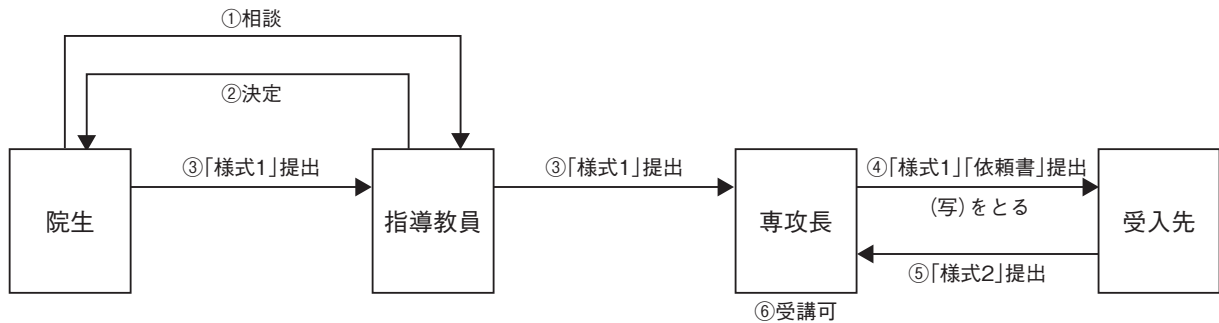 ①相談
②決定
院生
③「様式1」提出
指導教員
③「様式1」提出
専攻長
④「様式1」「依頼書」提出
(写)をとる
受入先
⑤「様式2」提出
⑥受講可